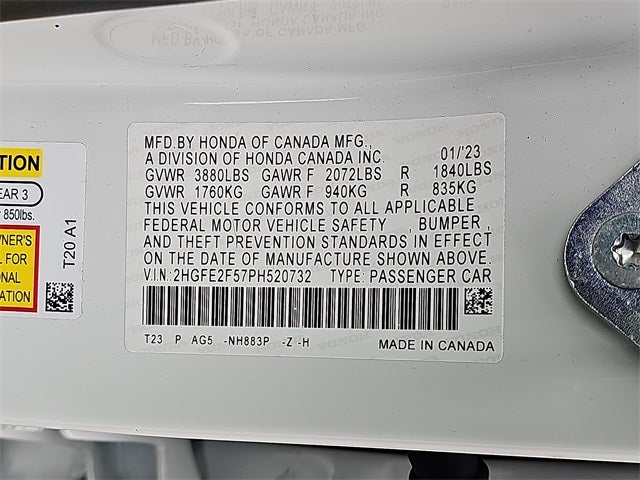 MFD.BY HONDA OF CANADA MFG.,
A DIVISION OF HONDA CANADA INC. 01/'23
GVWR 3880LBS GAWR F 2072LBS R 1840LBS
GVWR 1760KG GAWR F 940KG R 835KG
THIS VEHICLE CONFORMS TO ALL APPLICABLE
FEDERAL MOTOR VEHICLE SAFETY , BUMPER ,
AND THEFT PREVENTION STANDARDS IN EFFECT
ON THE DATE OF MANUFACTURE SHOWN ABOVE.
V.I.N:2HGFE2F57PH520732 TYPE: PASSENGER CAR
T23 P AG5 -NH883P -Z -H
MADE IN CANADA
TION
EAR 3
850lbs.
WNER'S
L FOR
ONAL
ATION
T20 A1